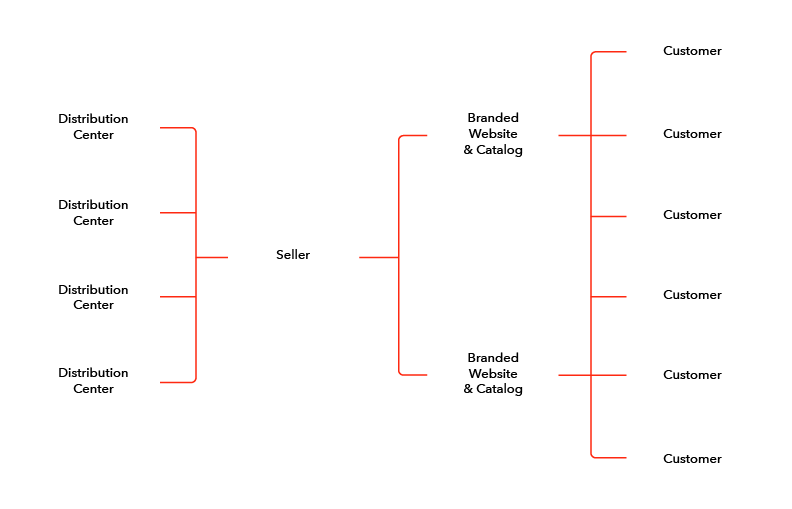 Distribution
Center
Distribution
Center
Distribution
Center
Distribution
Center
Seller
Branded
Website
& Catalog
Branded
Website
& Catalog
Customer
Customer
Customer
Customer
Customer
Customer